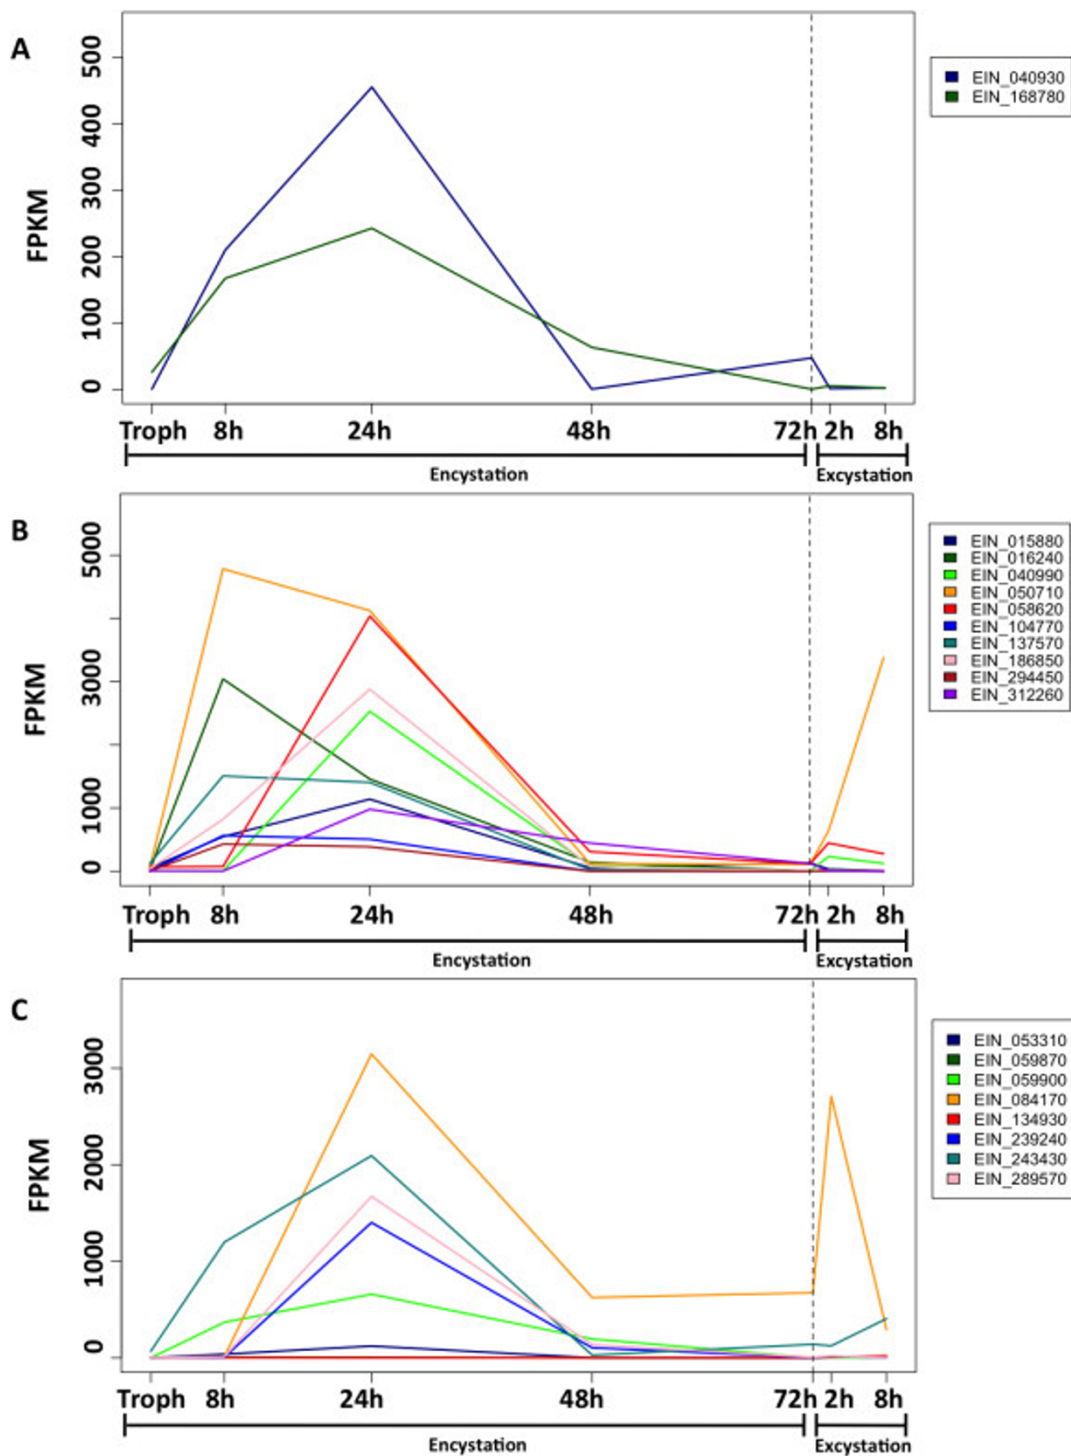 A
FPKM
500
400
300
200
100
0
Troph 8h 24h 48h 72h 2h 8h
Encystation Excystation
EIN_040930
EIN_168780
B
FPKM
5000
3000
1000
0
Troph 8h 24h 48h 72h 2h 8h
Encystation Excystation
EIN_015880
EIN_016240
EIN_040990
EIN_050710
EIN_058620
EIN_104770
EIN_137570
EIN_186850
EIN_294450
EIN_312260
C
FPKM
3000
2000
1000
0
Troph 8h 24h 48h 72h 2h 8h
Encystation Excystation
EIN_053310
EIN_059870
EIN_059900
EIN_084170
EIN_134930
EIN_239240
EIN_243430
EIN_289570